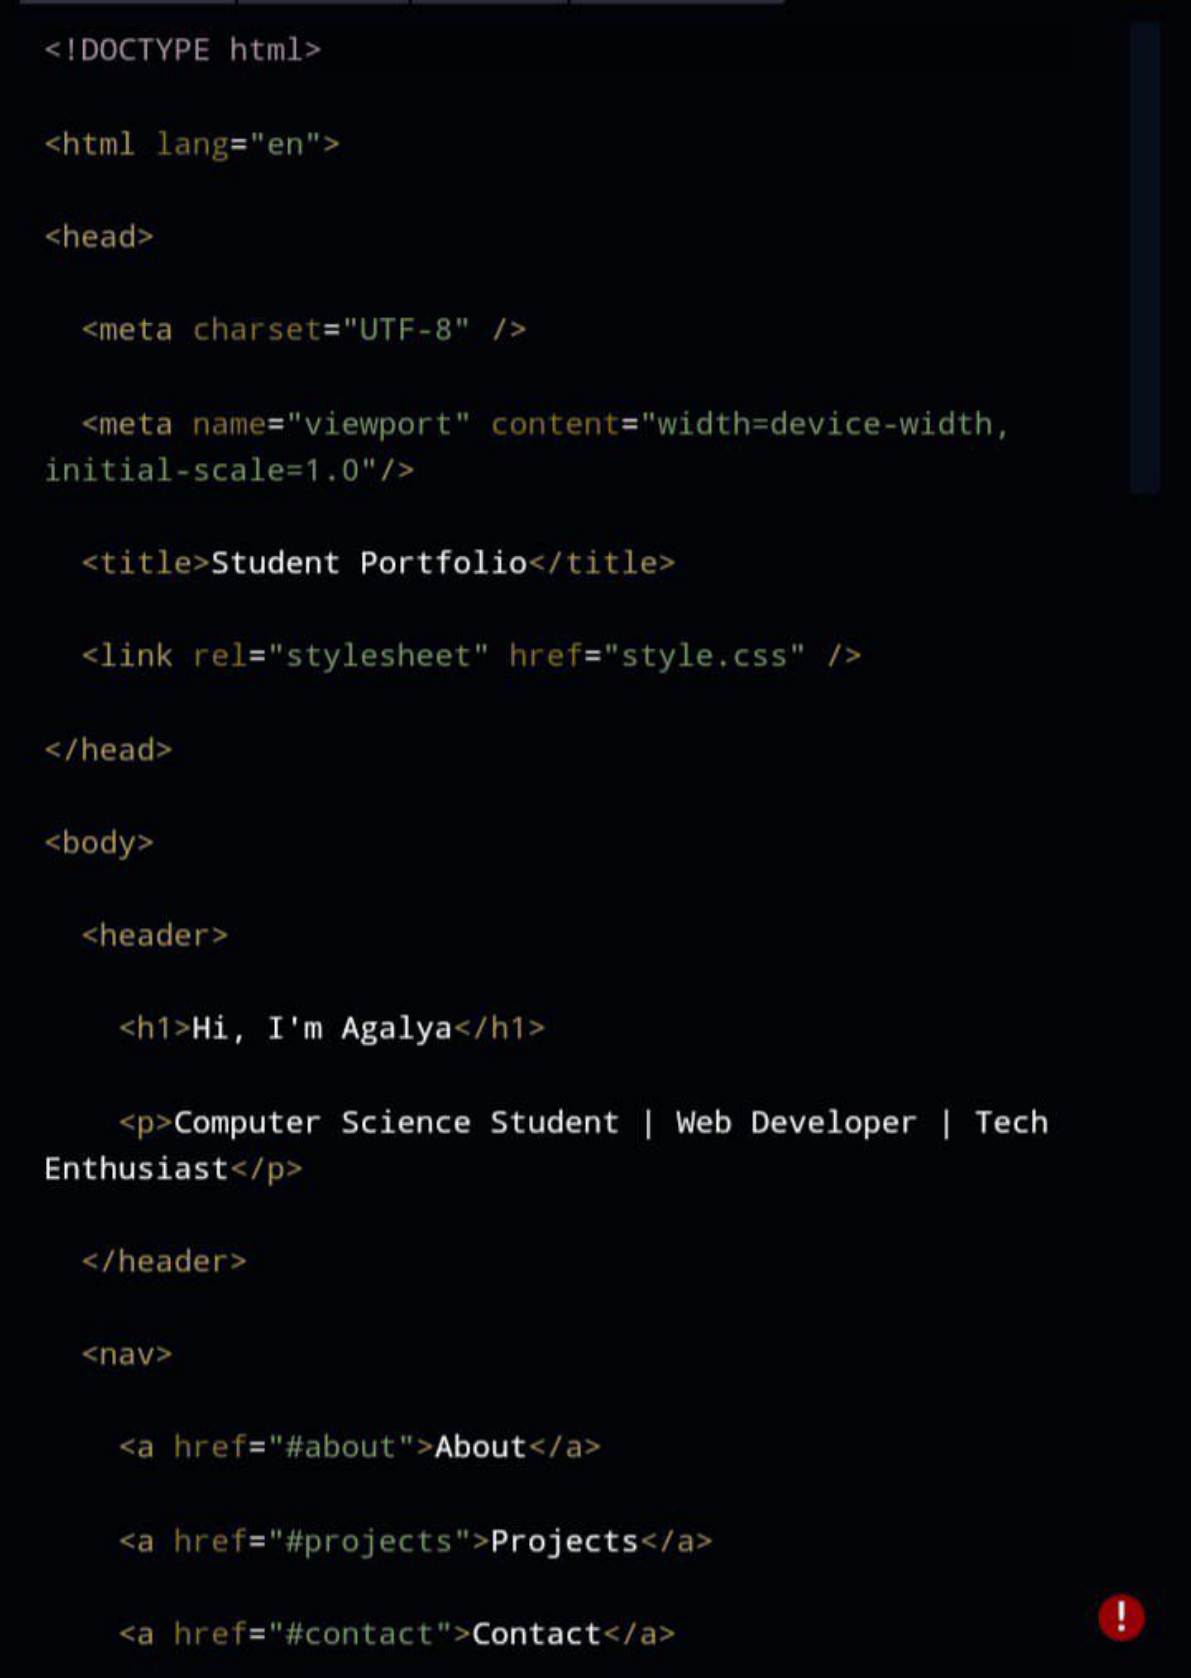 <!DOCTYPE html>
<html lang="en">
<head>
<meta charset="UTF-8" />
<meta name="viewport" content="width=device-width,
initial-scale=1.0"/>
<title>Student Portfolio</title>
<link rel="stylesheet" href="style.css" />
</head>
<body>
<header>
<h1>Hi, I'm Agalya</h1>
<p>Computer Science Student | Web Developer | Tech
Enthusiast</p>
</header>
<nav>
<a href="#about">About</a>
<a href="#projects">Projects</a>
<a href="#contact">Contact</a>
!